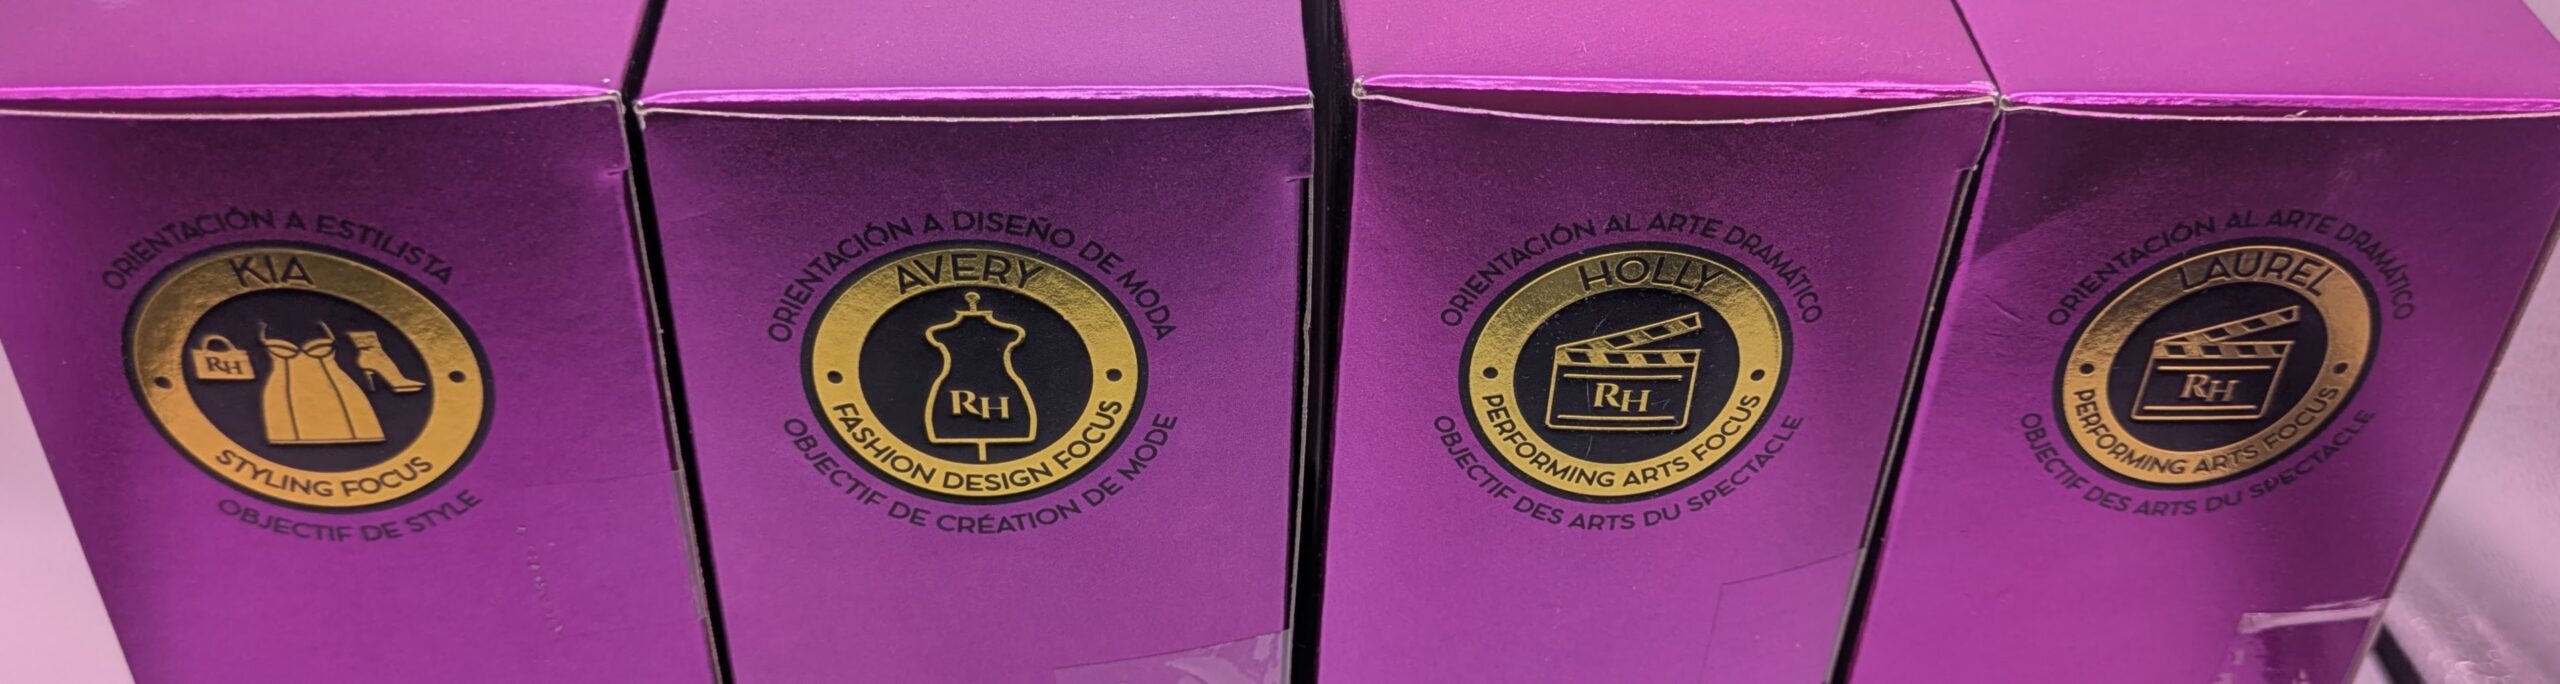 ORIENTACIÓN A ESTILISTA
KIA
RH
STYLING FOCUS
OBJECTIF DE STYLE
ORIENTACIÓN A DISEÑO DE MODA
AVERY
RH
FASHION DESIGN FOCUS
OBJECTIF DE CRÉATION DE MODE
ORIENTACIÓN AL ARTE DRAMÁTICO
HOLLY
RH
PERFORMING ARTS FOCUS
OBJECTIF DES ARTS DU SPECTACLE
ORIENTACIÓN AL ARTE DRAMÁTICO
LAUREL
RH
PERFORMING ARTS FOCUS
OBJECTIF DES ARTS DU SPECTACLE